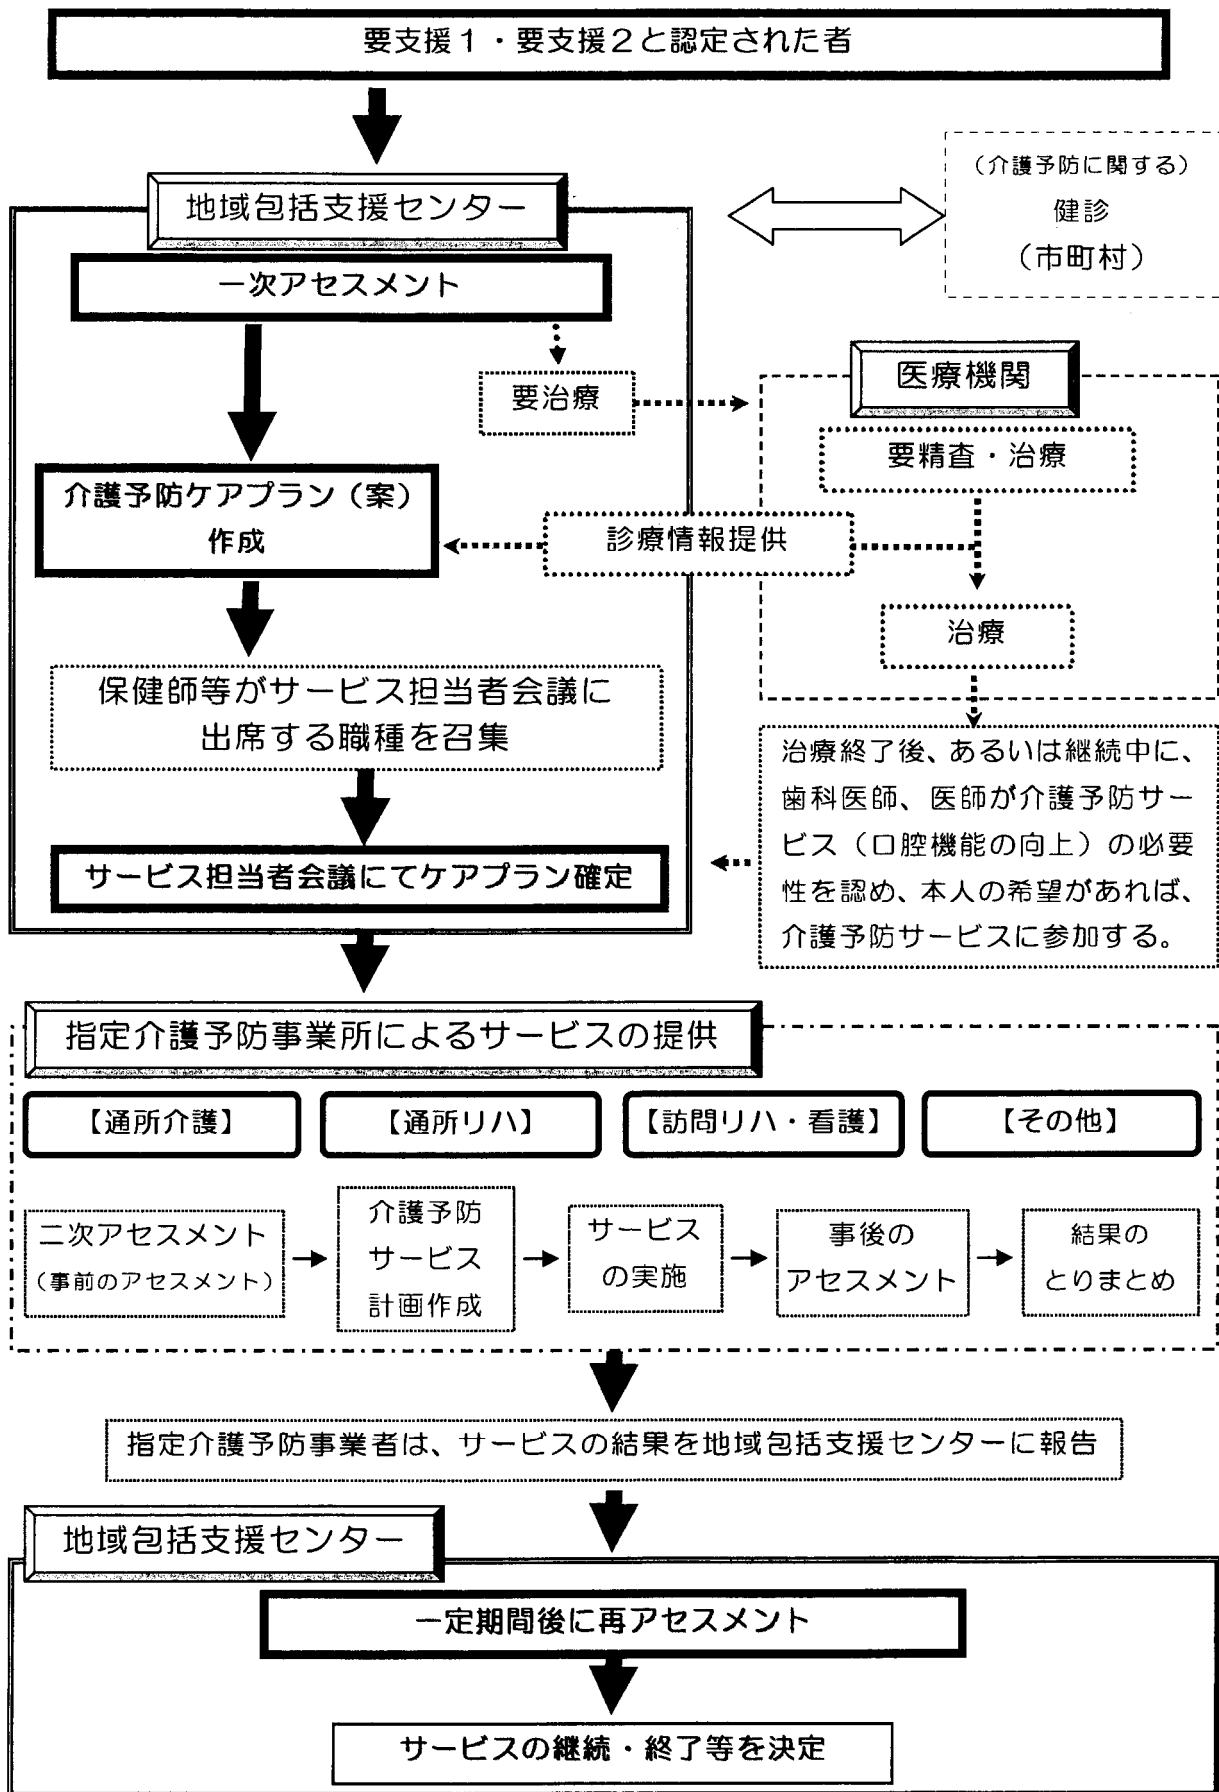 要支援１・要支援２と認定された者
地域包括支援センター
一次アセスメント
（介護予防に関する）
健診
（市町村）
要治療
医療機関
要精査・治療
介護予防ケアプラン（案）
作成
診療情報提供
治療
保健師等がサービス担当者会議に
出席する職種を召集
サービス担当者会議にてケアプラン確定
治療終了後、あるいは継続中に、
歯科医師、医師が介護予防サー
ビス（口腔機能の向上）の必要
性を認め、本人の希望があれば、
介護予防サービスに参加する。
指定介護予防事業所によるサービスの提供
【通所介護】
【通所リハ】
【訪問リハ・看護】
【その他】
二次アセスメント
（事前のアセスメント）
介護予防
サービス
計画作成
サービス
の実施
事後の
アセスメント
結果の
とりまとめ
指定介護予防事業者は、サービスの結果を地域包括支援センターに報告
地域包括支援センター
一定期間後に再アセスメント
サービスの継続・終了等を決定